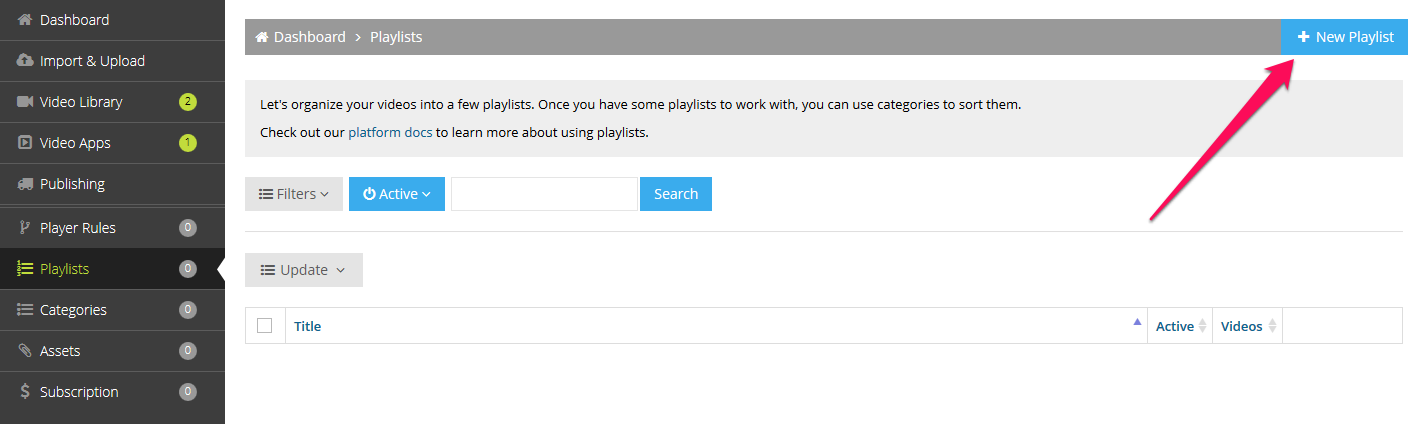 Dashboard
Import & Upload
Video Library 2
Video Apps 1
Publishing
Player Rules 0
Playlists 0
Categories 0
Assets 0
Subscription 0
Dashboard > Playlists
+ New Playlist
Let's organize your videos into a few playlists. Once you have some playlists to work with, you can use categories to sort them.
Check out our platform docs to learn more about using playlists.
Filters Active Search
Update
Title Active Videos